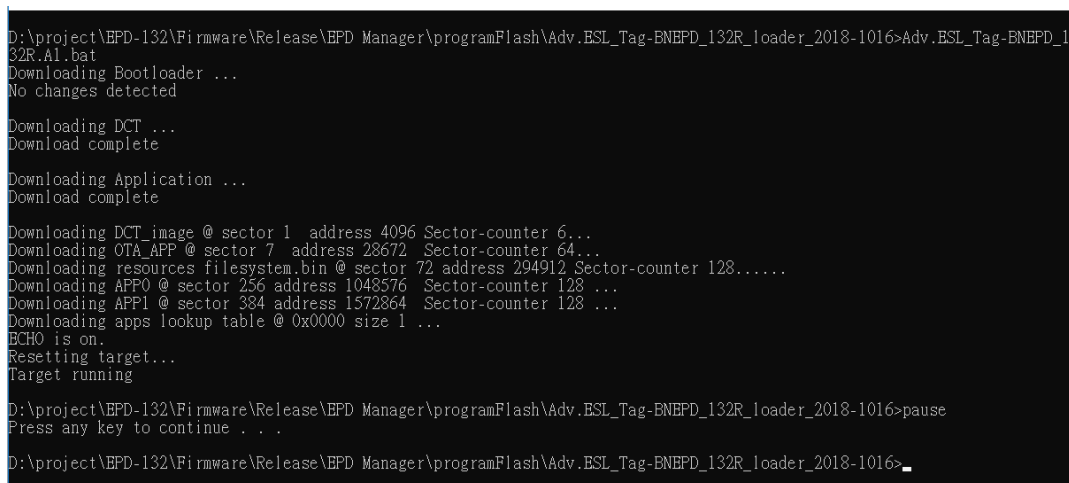 D:\project\EPD-132\Firmware\Release\EPD Manager\programFlash\Adv.ESL_Tag-BNEPD_132R_loader_2018-1016>Adv.ESL_Tag-BNEPD_1
32R.A1.bat
Downloading Bootloader ...
No changes detected
Downloading DCT ...
Download complete
Downloading Application ...
Download complete
Downloading DCT_image @ sector 1  address 4096 Sector-counter 6...
Downloading OTA_APP @ sector 7  address 28672  Sector-counter 64...
Downloading resources filesystem.bin @ sector 72 address 294912 Sector-counter 128......
Downloading APP0 @ sector 256 address 1048576  Sector-counter 128 ...
Downloading APP1 @ sector 384 address 1572864  Sector-counter 128 ...
Downloading apps lookup table @ 0x0000 size 1 ...
ECHO is on.
Resetting target...
Target running
D:\project\EPD-132\Firmware\Release\EPD Manager\programFlash\Adv.ESL_Tag-BNEPD_132R_loader_2018-1016>pause
Press any key to continue . . .
D:\project\EPD-132\Firmware\Release\EPD Manager\programFlash\Adv.ESL_Tag-BNEPD_132R_loader_2018-1016>